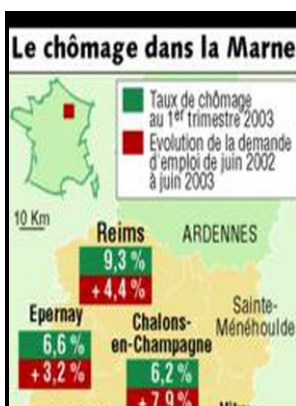 Le chômage dans la Marne
Taux de chômage
au 1er trimestre 2003
Evolution de la demande
d'emploi de juin 2002
à juin 2003
10 Km
Reims
ARDENNES
9,3 %
+4,4 %
Epernay
Sainte-
Ménéhoulde
Chalons-
en-Champagne
6,6 %
+3,2 %
6,2 %
+7,9 %